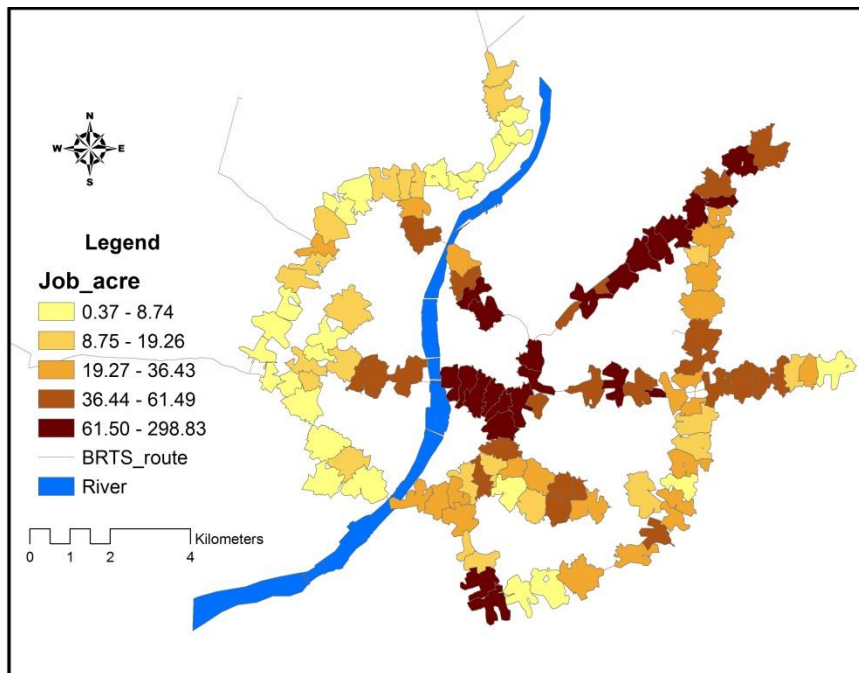 N
W E
S
Legend
Job_acre
0.37 - 8.74
8.75 - 19.26
19.27 - 36.43
36.44 - 61.49
61.50 - 298.83
BRTS_route
River
Kilometers
0 1 2 4